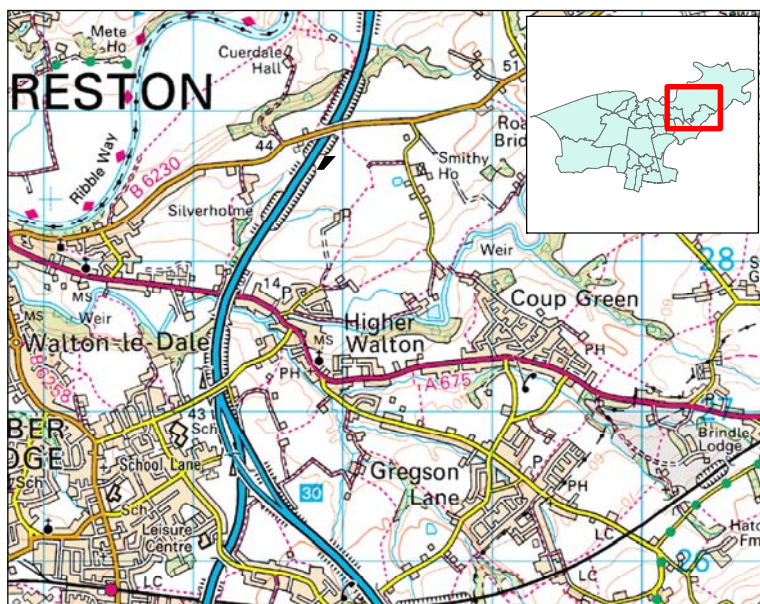 Mete
Ho
Cuerdale
Hall
RESTON
51
Roa
Brid
44
B 6230
Ribble Way
Smithy
Ho
Silverholme
Weir
28
S
G
14
P
MS
Weir
Coup Green
MS
Higher
Walton
MS
Walton-le-Dale
PH
PH
A 675
B 6258
27
43
Sch
BER
DGE
School Lane
Brindle
Lodge
P
Gregson
Lane
PH
Sch
30
Sch
Leisure
Centre
Hatc
Fm
LC
LC
26